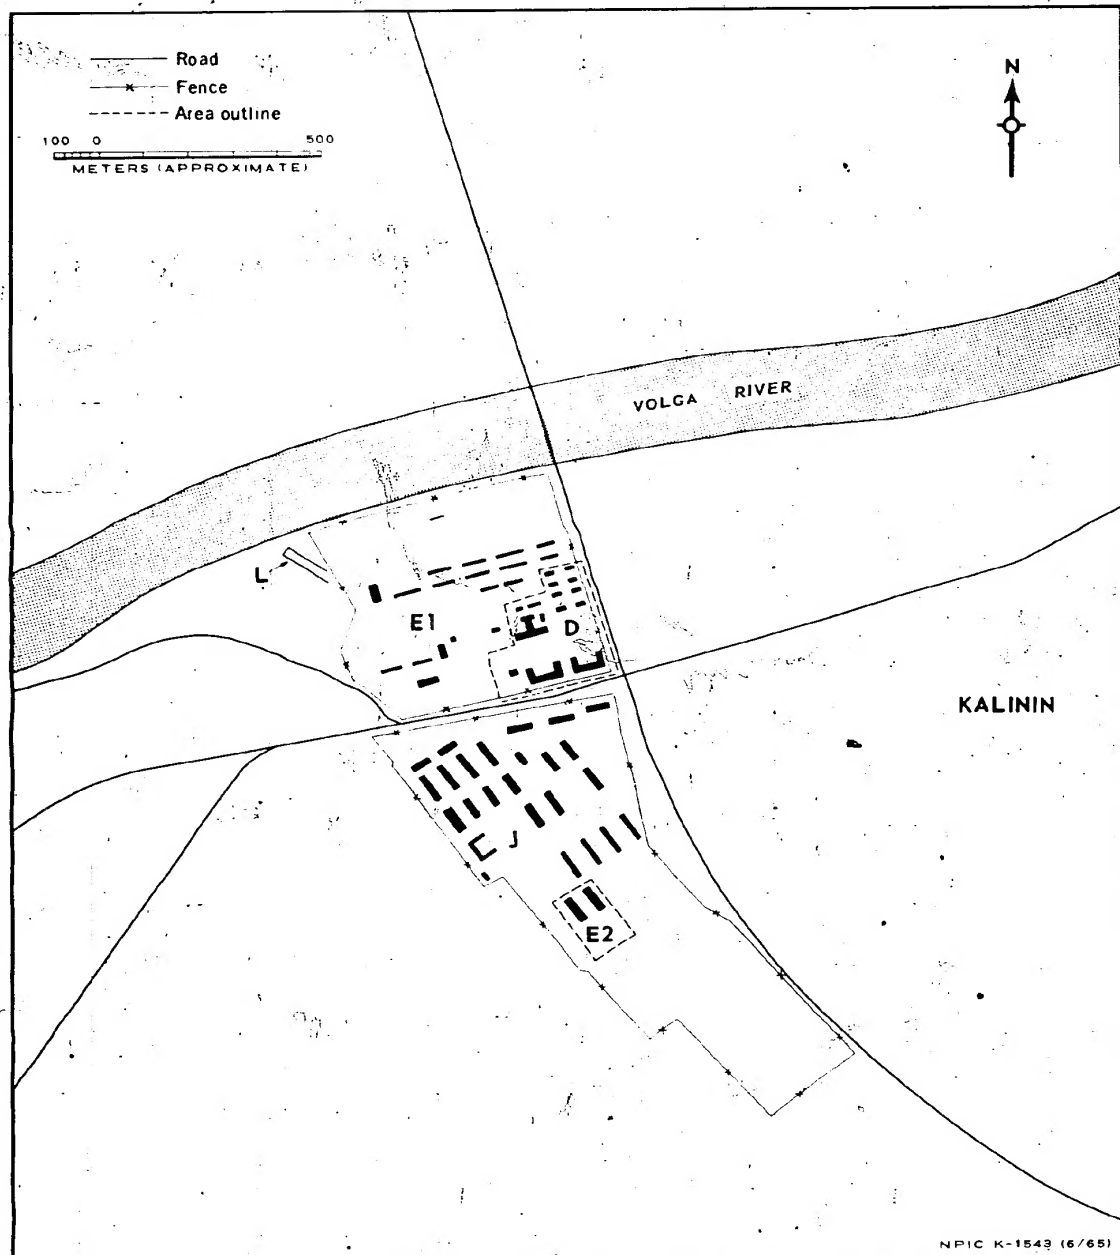 Road
Fence
Area outline
100 0 500
METERS (APPROXIMATE)
N
VOLGA RIVER
L
E1
D
KALININ
J
E2
NPIC K-1543 (6/65)